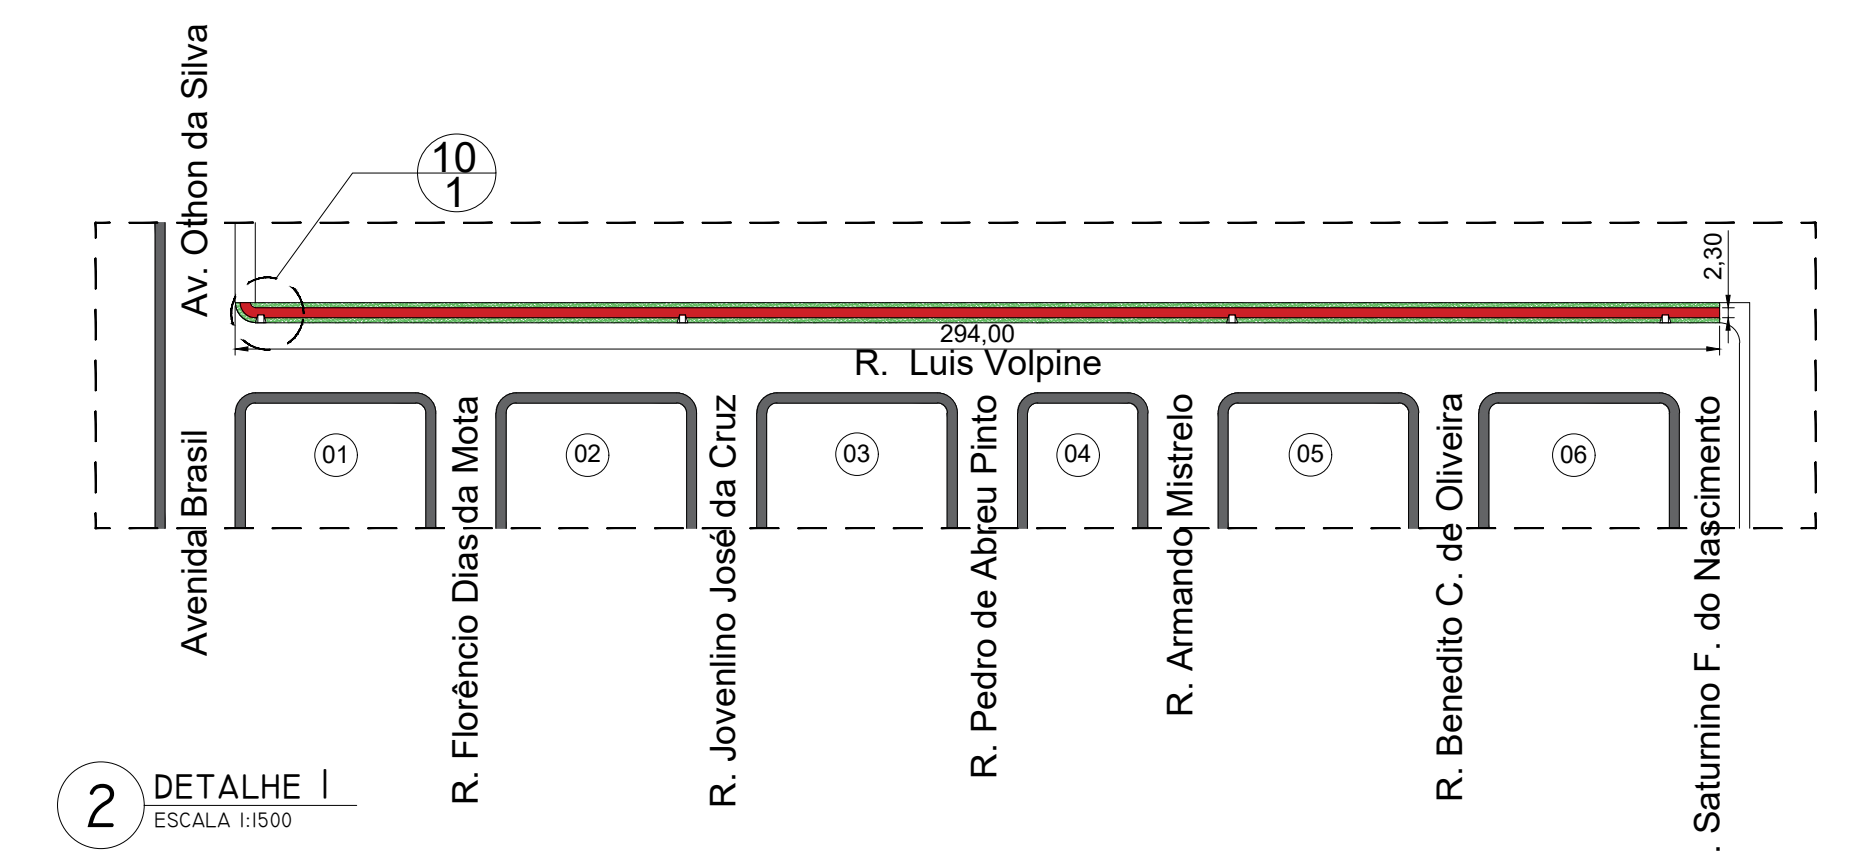 Av. Othon da Silva
10
1
2,30
294,00
R. Luis Volpine
01
02
03
04
05
06
Avenida Brasil
R. Florêncio Dias da Mota
R. Jovenlino José da Cruz
R. Pedro de Abreu Pinto
R. Armando Mistrelo
R. Benedito C. de Oliveira
. Saturnino F. do Nascimento
2
DETALHE I
ESCALA 1:1500